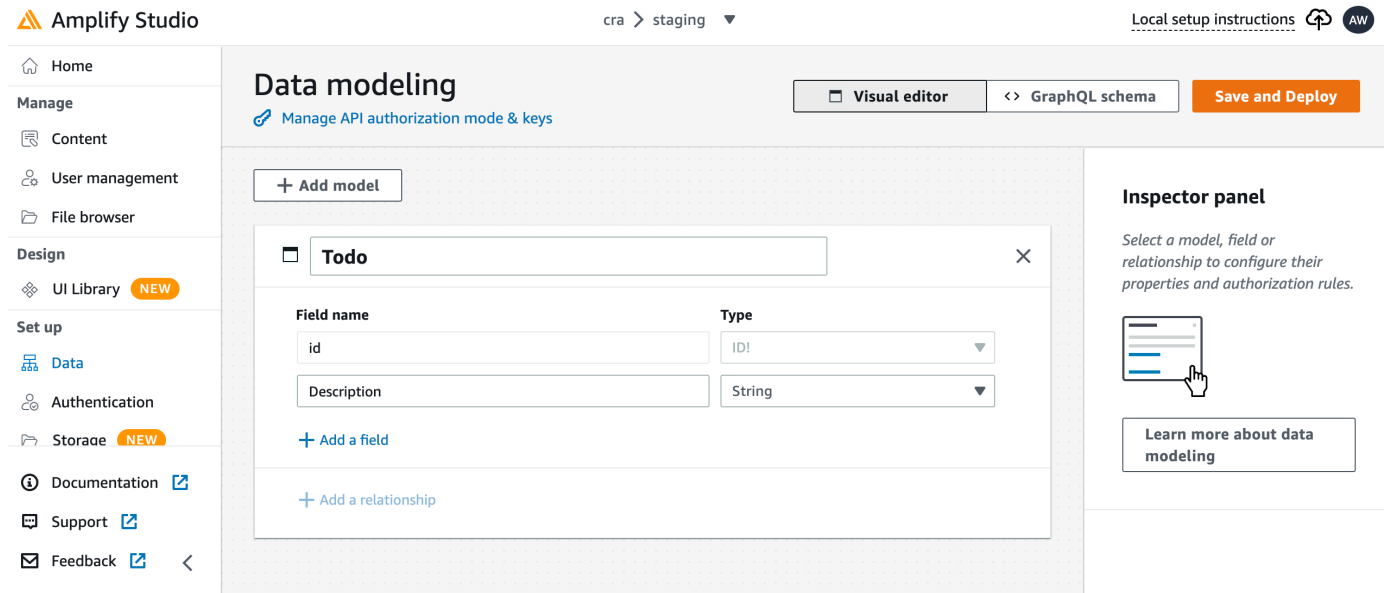 Amplify Studio
cra > staging
Local setup instructions
AW
Home
Manage
Content
User management
File browser
Design
UI Library NEW
Set up
Data
Authentication
Storage NEW
Documentation
Support
Feedback
Data modeling
Manage API authorization mode & keys
Visual editor
<> GraphQL schema
Save and Deploy
+ Add model
Todo
Field name Type
id ID!
Description String
+ Add a field
+ Add a relationship
Inspector panel
Select a model, field or
relationship to configure their
properties and authorization rules.
Learn more about data
modeling